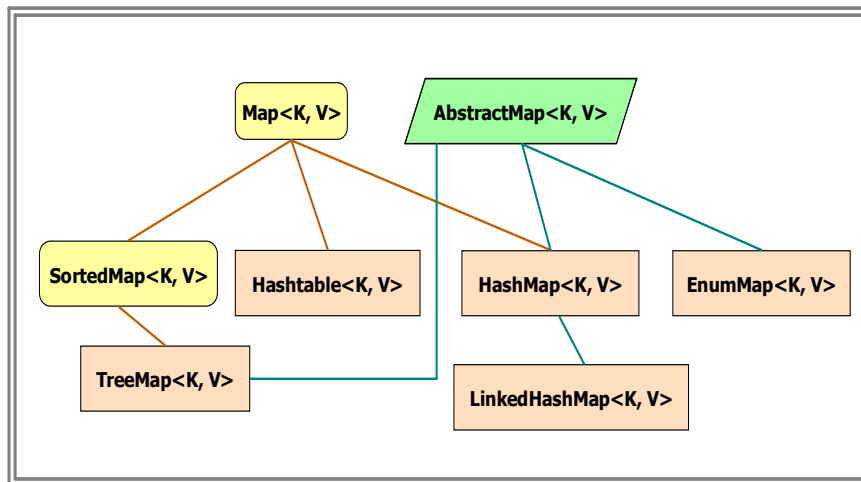 Map<K, V>
AbstractMap<K, V>
SortedMap<K, V>
Hashtable<K, V>
HashMap<K, V>
EnumMap<K, V>
TreeMap<K, V>
LinkedHashMap<K, V>